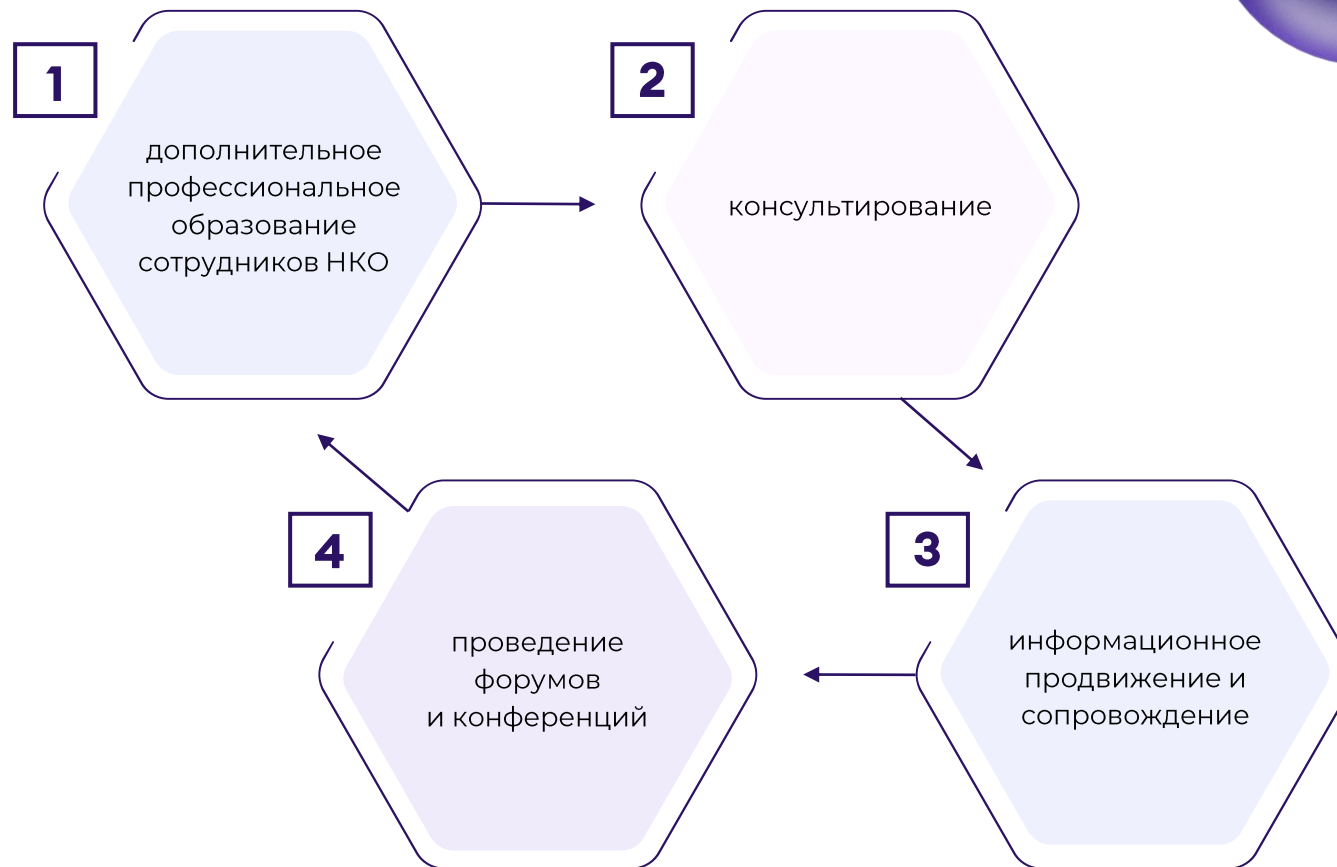 1
дополнительное
профессиональное
образование
сотрудников НКО
2
консультирование
3
информационное
продвижение и
сопровождение
4
проведение
форумов
и конференций